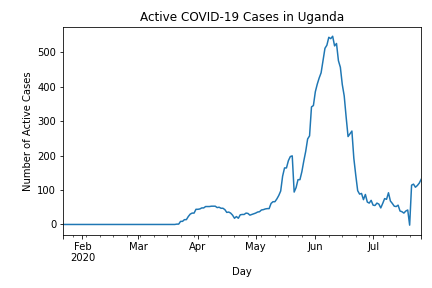 Active COVID-19 Cases in Uganda
Number of Active Cases
500
400
300
200
100
0
Feb Mar Apr May Jun Jul
2020
Day